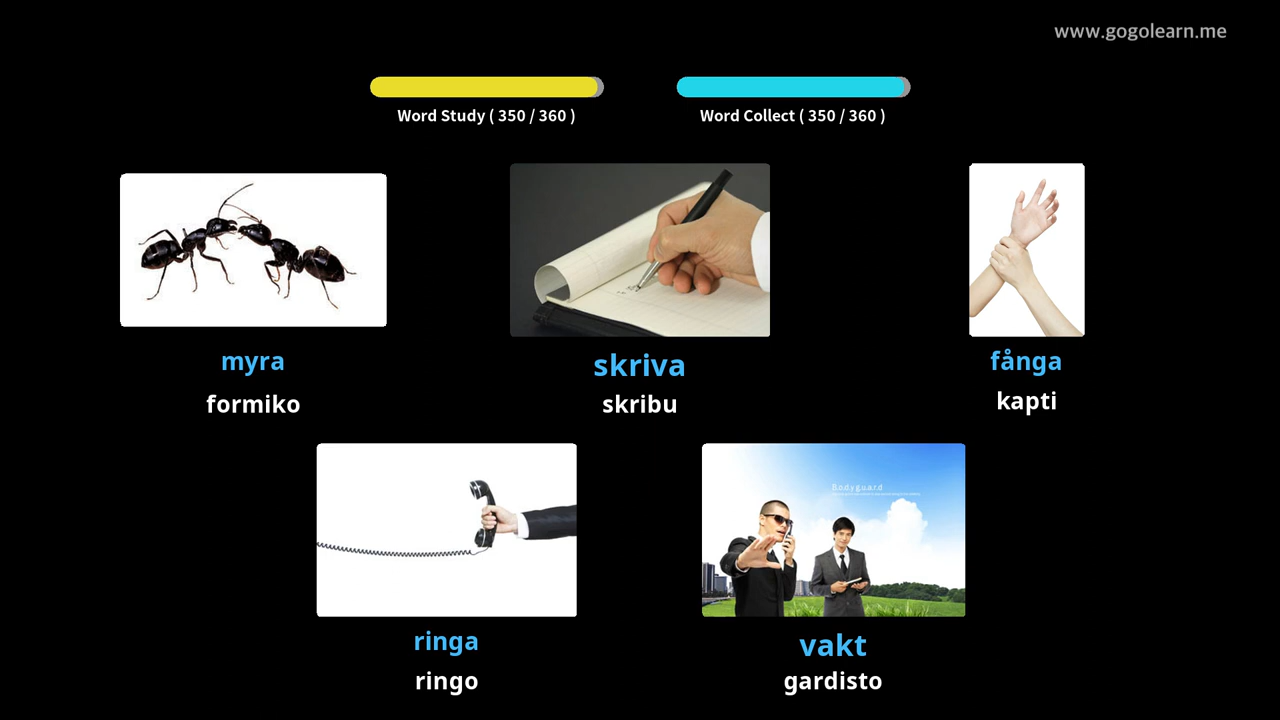 www.gogolearn.me
Word Study ( 350 / 360 )
Word Collect ( 350 / 360 )
myra
skriva
fånga
formiko
skribu
kapti
Bodyguard
ringa
vakt
ringo
gardisto